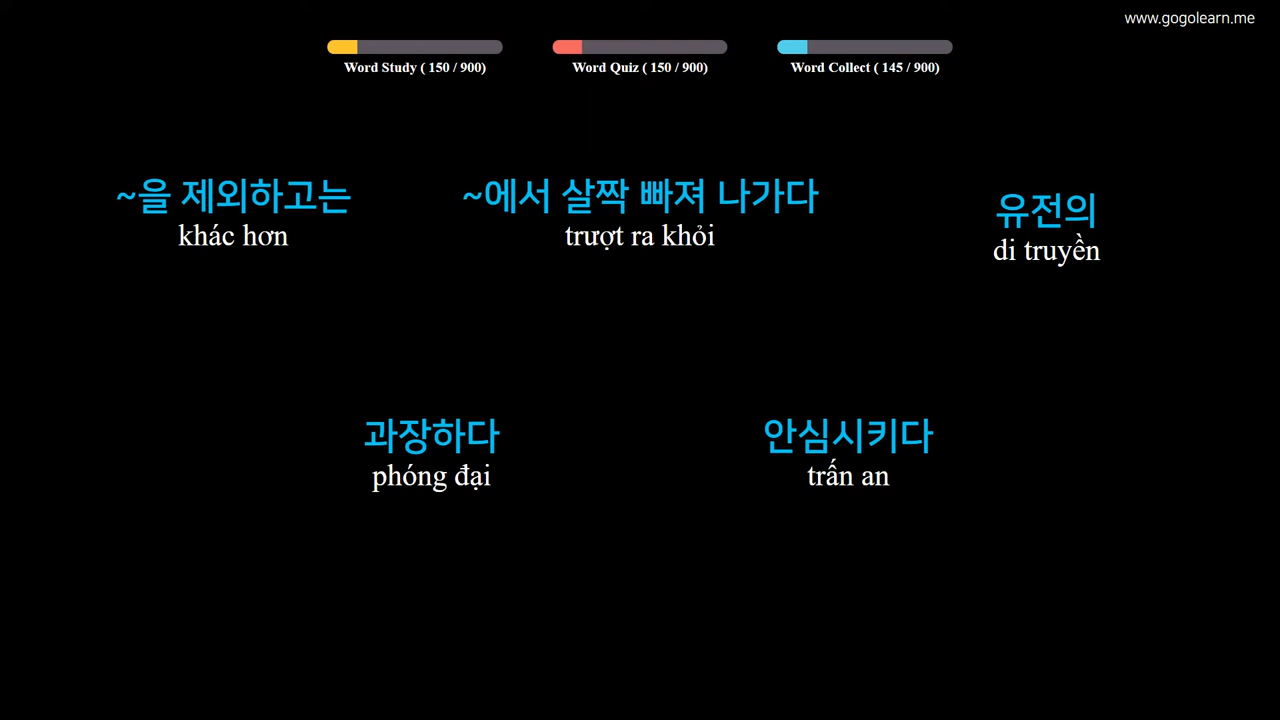 www.gogolearn.me
Word Study ( 150 / 900)
Word Quiz ( 150 / 900)
Word Collect ( 145 / 900)
~을 제외하고는
khác hơn
~에서 살짝 빠져 나가다
trượt ra khỏi
유전의
di truyền
과장하다
phóng đại
안심시키다
trấn an